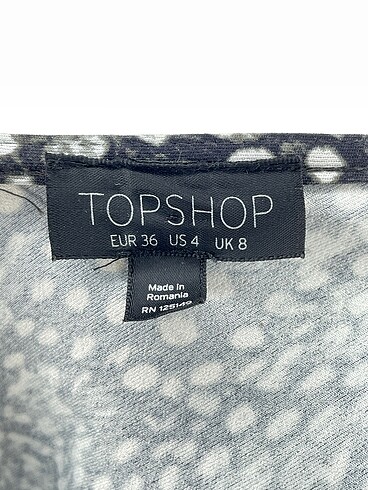 TOPSHOP
EUR 36 US 4 UK 8
Made in
Romania
RN 125149